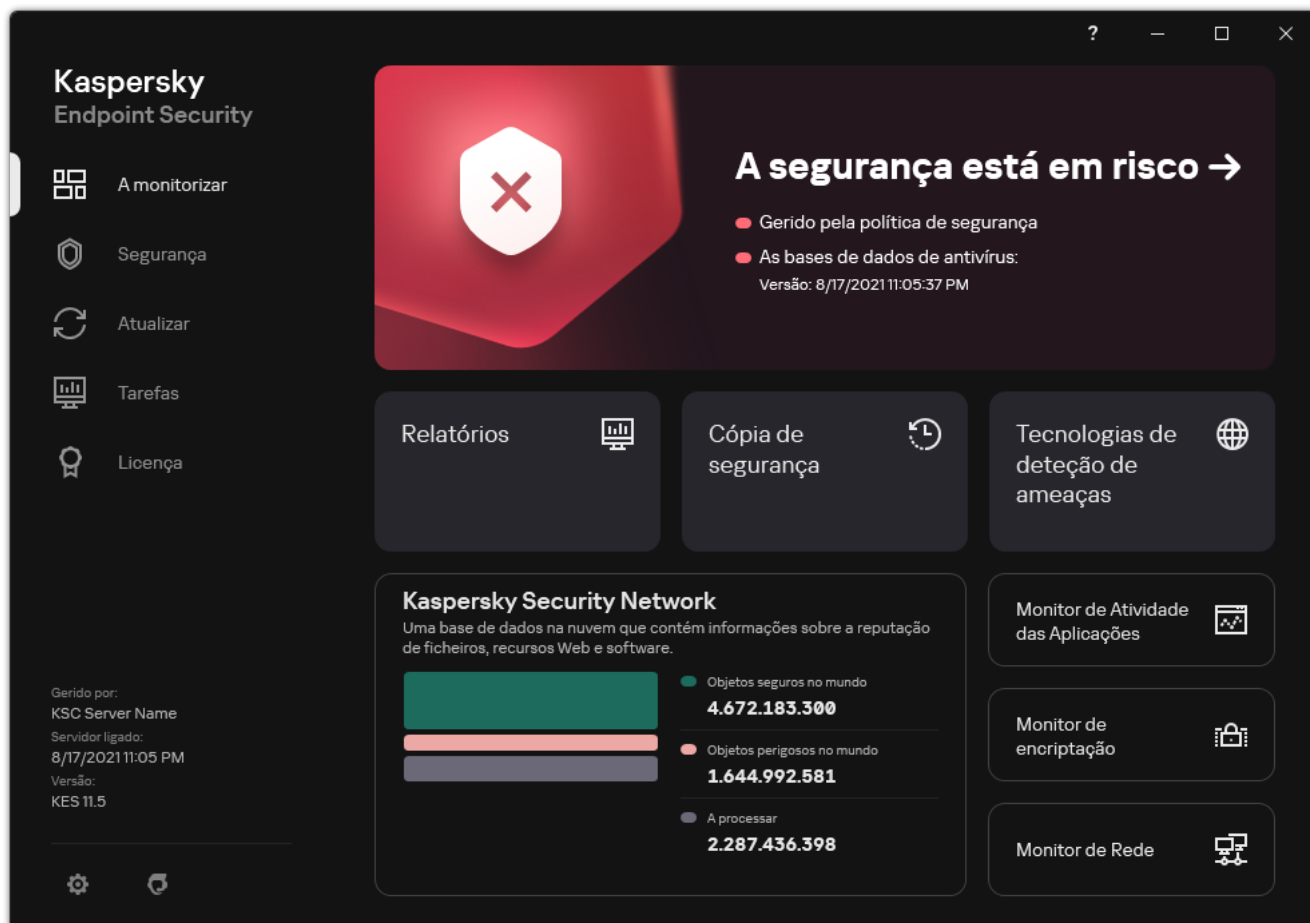 ?
Kaspersky
Endpoint Security
A monitorizar
Segurança
Atualizar
Tarefas
Licença
Gerido por:
KSC Server Name
Servidor ligado:
8/17/2021 11:05 PM
Versão:
KES 11.5
A segurança está em risco →
Gerido pela política de segurança
As bases de dados de antivírus:
Versão: 8/17/2021 11:05:37 PM
Relatórios
Cópia de
segurança
Tecnologias de
deteção de
ameaças
Kaspersky Security Network
Uma base de dados na nuvem que contém informações sobre a reputação
de ficheiros, recursos Web e software.
Objetos seguros no mundo
4.672.183.300
Objetos perigosos no mundo
1.644.992.581
A processar
2.287.436.398
Monitor de Atividade
das Aplicações
Monitor de
encriptação
Monitor de Rede